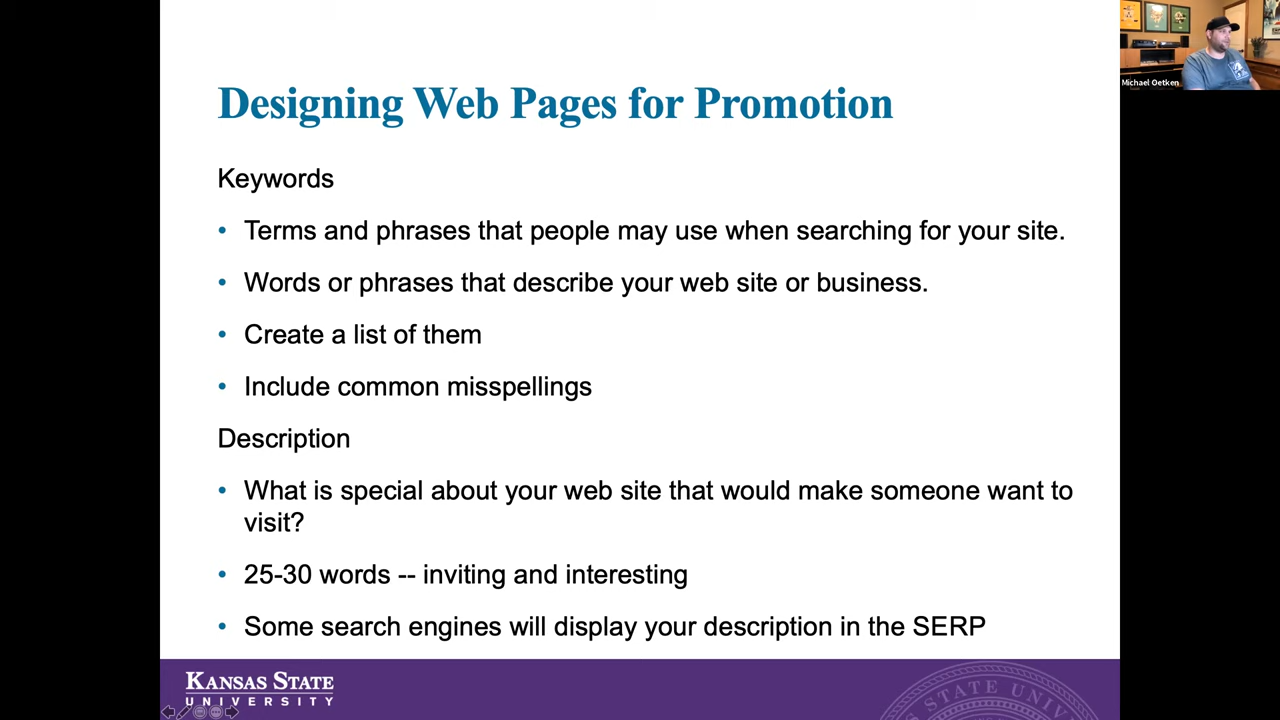 Designing Web Pages for Promotion
Michael Oetken
Keywords
• Terms and phrases that people may use when searching for your site.
• Words or phrases that describe your web site or business.
• Create a list of them
• Include common misspellings
Description
• What is special about your web site that would make someone want to
visit?
• 25-30 words -- inviting and interesting
• Some search engines will display your description in the SERP
KANSAS STATE
UNIVERSITY
STATE UNIV